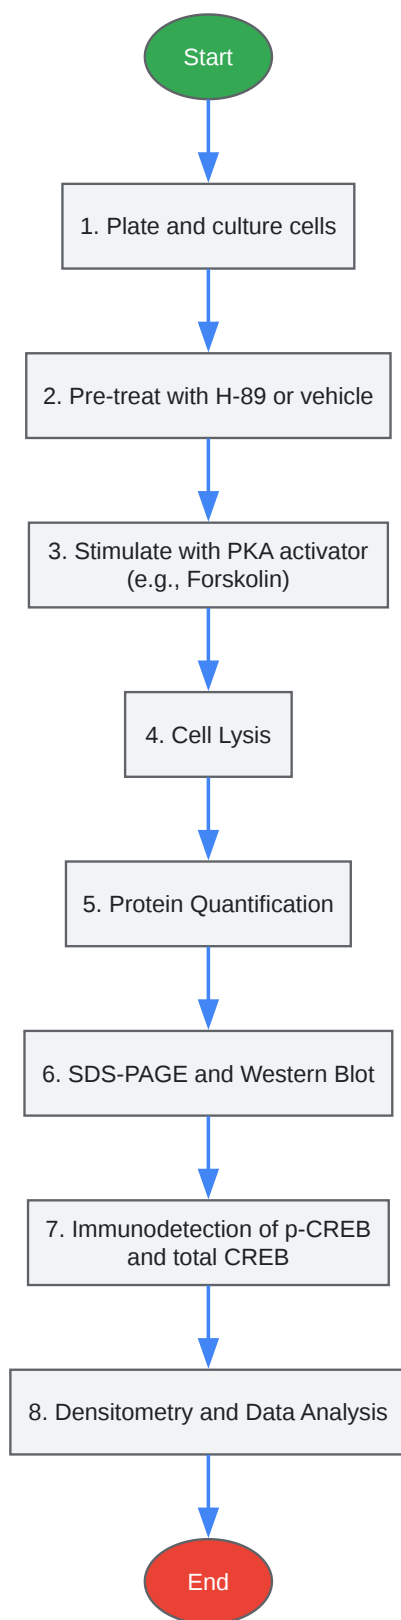 Start
1. Plate and culture cells
2. Pre-treat with H-89 or vehicle
3. Stimulate with PKA activator
(e.g., Forskolin)
4. Cell Lysis
5. Protein Quantification
6. SDS-PAGE and Western Blot
7. Immunodetection of p-CREB
and total CREB
8. Densitometry and Data Analysis
End